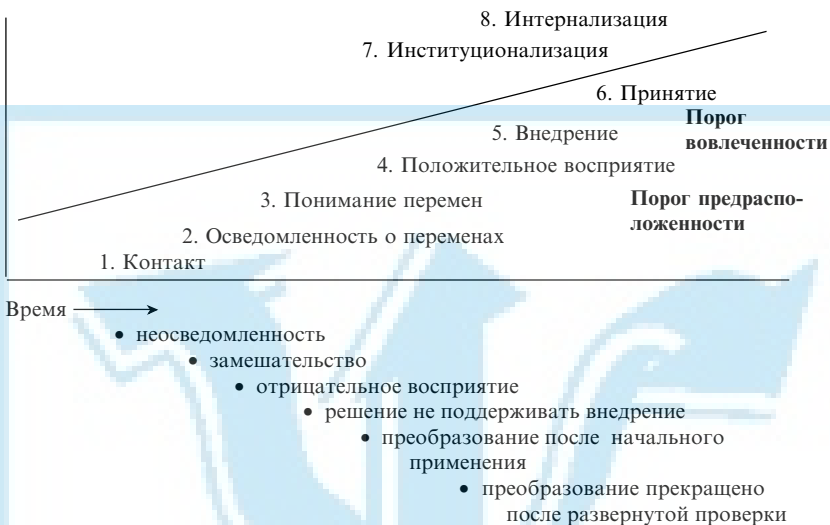 8. Интернализация
7. Институционализация
6. Принятие
Порог
вовлеченности
5. Внедрение
4. Положительное восприятие
3. Понимание перемен
Порог предраспо-
ложенности
2. Осведомленность о переменах
1. Контакт
Время
• неосведомленность
• замешательство
• отрицательное восприятие
• решение не поддерживать внедрение
• преобразование после начального
применения
• преобразование прекращено
после развернутой проверки